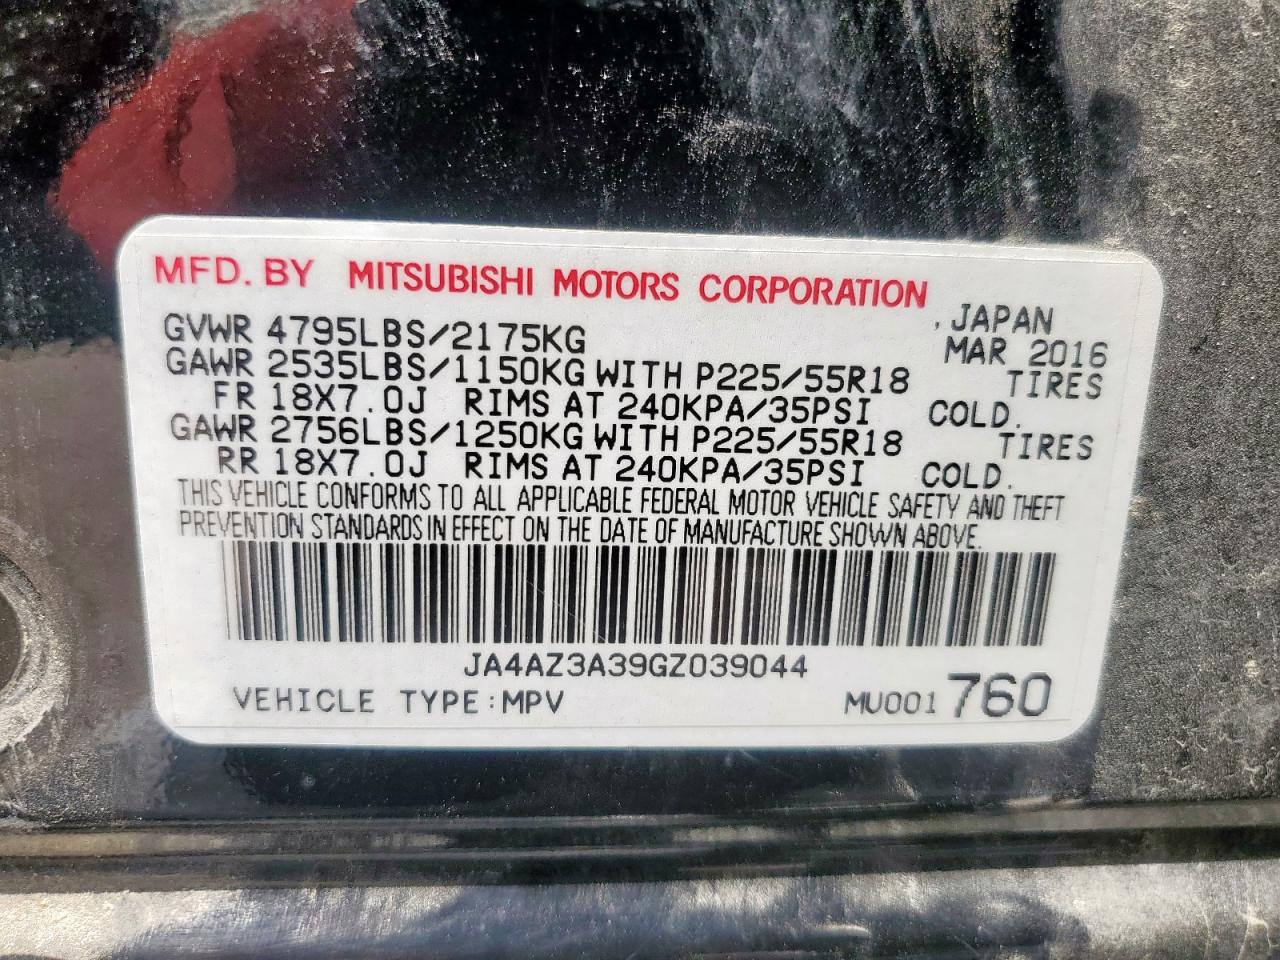 MFD. BY MITSUBISHI MOTORS CORPORATION
GVWR 4795LBS/2175KG JAPAN
MAR 2016
GAWR 2535LBS/1150KG WITH P225/55R18 TIRES
FR 18X7.0J RIMS AT 240KPA/35PSI COLD.
GAWR 2756LBS/1250KG WITH P225/55R18 TIRES
RR 18X7.0J RIMS AT 240KPA/35PSI COLD.
THIS VEHICLE CONFORMS TO ALL APPLICABLE FEDERAL MOTOR VEHICLE SAFETY AND THEFT
PREVENTION STANDARDS IN EFFECT ON THE DATE OF MANUFACTURE SHOWN ABOVE.
JA4AZ3A39GZ039044
VEHICLE TYPE:MPV MU001 760